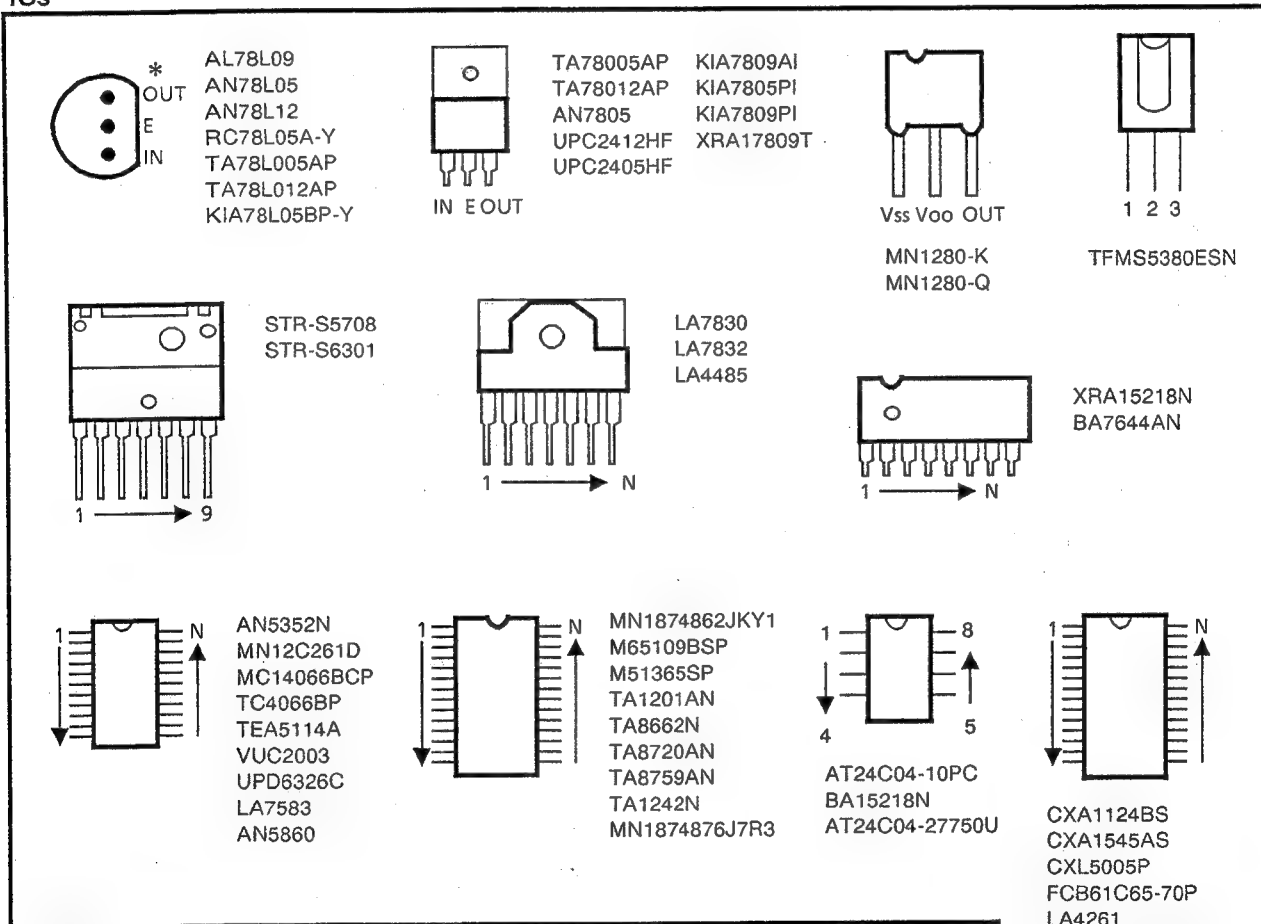 ICs
*
OUT
E
IN
AL78L09
AN78L05
AN78L12
RC78L05A-Y
TA78L005AP
TA78L012AP
KIA78L05BP-Y
IN E OUT
TA78005AP KIA7809AI
TA78012AP KIA7805PI
AN7805 KIA7809PI
UPC2412HF XRA17809T
UPC2405HF
Vss Voo OUT
MN1280-K
MN1280-Q
1 2 3
TFMS5380ESN
1 9
STR-S5708
STR-S6301
1 N
LA7830
LA7832
LA4485
1 N
XRA15218N
BA7644AN
1 N
AN5352N
MN12C261D
MC14066BCP
TC4066BP
TEA5114A
VUC2003
UPD6326C
LA7583
AN5860
1 N
MN1874862JKY1
M65109BSP
M51365SP
TA1201AN
TA8662N
TA8720AN
TA8759AN
TA1242N
MN1874876J7R3
1 8
4 5
AT24C04-10PC
BA15218N
AT24C04-27750U
1 N
CXA1124BS
CXA1545AS
CXL5005P
FCB61C65-70P
LA4261